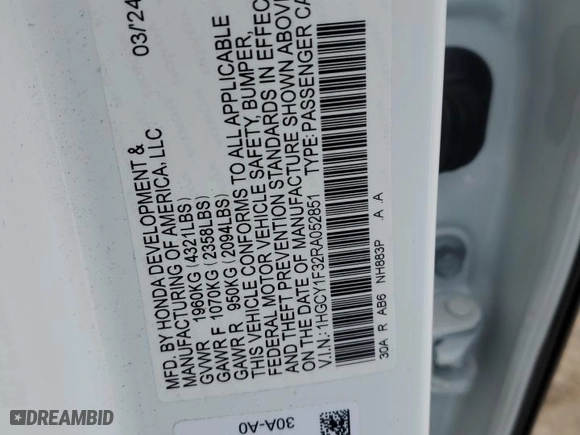 03/24
MFD. BY HONDA DEVELOPMENT &
MANUFACTURING OF AMERICA, LLC
GVWR 1960KG (4321LBS)
GAWR F 1070KG (2358LBS)
GAWR R 950KG (2094LBS)
THIS VEHICLE CONFORMS TO ALL APPLICABLE
FEDERAL MOTOR VEHICLE SAFETY, BUMPER,
AND THEFT PREVENTION STANDARDS IN EFFECT
ON THE DATE OF MANUFACTURE SHOWN ABOVE
V.I.N.: 1HGCY1F32RA052851 TYPE: PASSENGER CA
30A R AB6 NH883P A A
30A-A0
DREAMBID